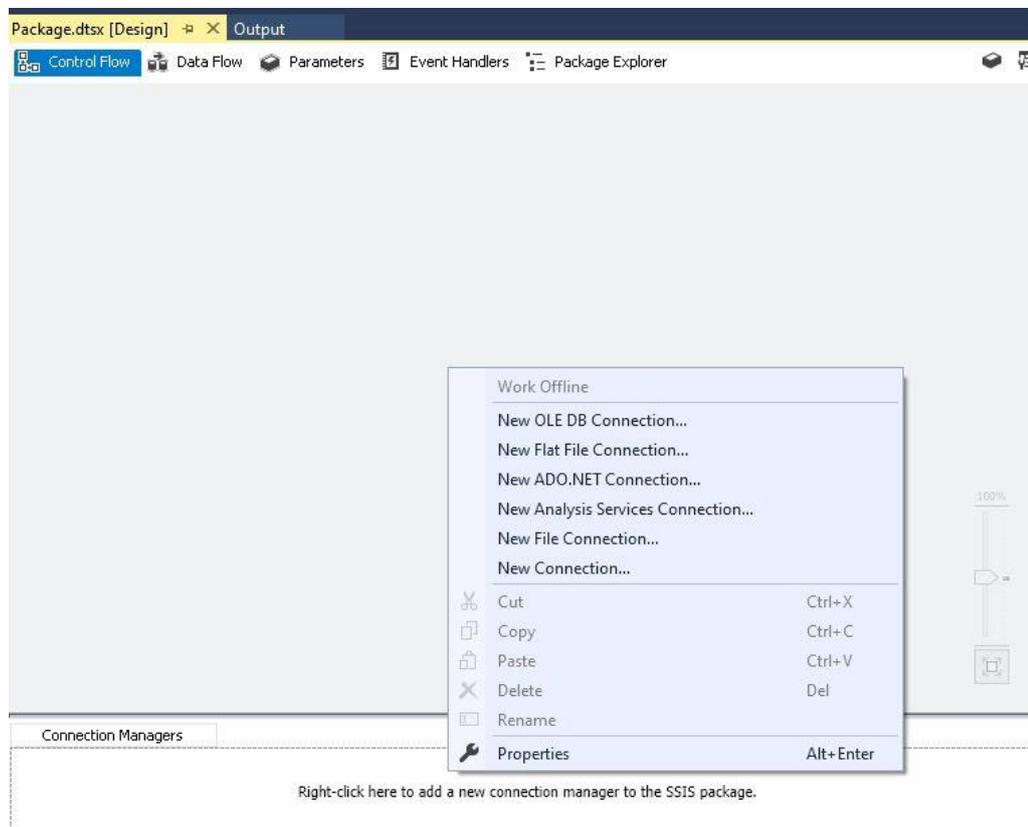 Package.dtsx [Design] Output
Control Flow Data Flow Parameters Event Handlers Package Explorer
Work Offline
New OLE DB Connection...
New Flat File Connection...
New ADO.NET Connection...
New Analysis Services Connection...
New File Connection...
New Connection...
100%
Cut Ctrl+X
Copy Ctrl+C
Paste Ctrl+V
Delete Del
Rename
Properties Alt+Enter
Connection Managers
Right-click here to add a new connection manager to the SSIS package.